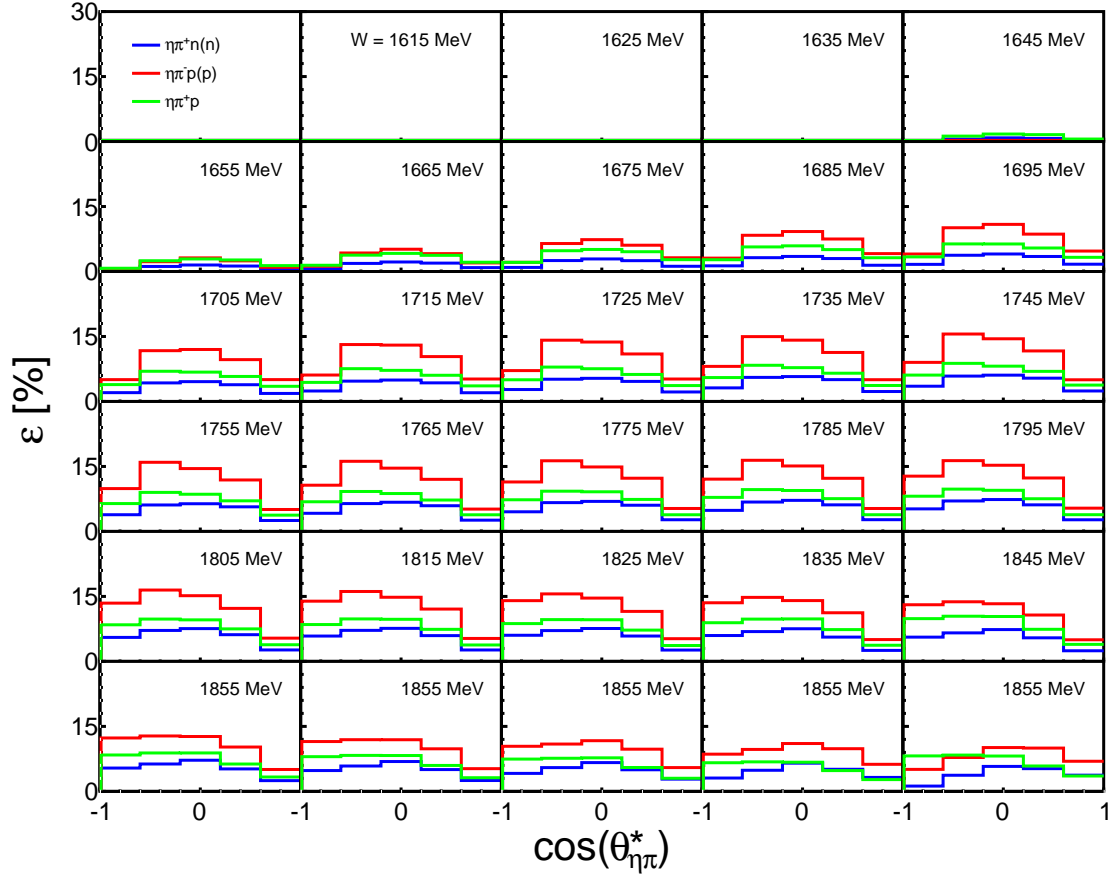 30
15
0
ηπ⁺n(n)
ηπ⁻p(p)
ηπ⁺p
W = 1615 MeV
1625 MeV
1635 MeV
1645 MeV
15
0
1655 MeV
1665 MeV
1675 MeV
1685 MeV
1695 MeV
15
0
1705 MeV
1715 MeV
1725 MeV
1735 MeV
1745 MeV
15
0
1755 MeV
1765 MeV
1775 MeV
1785 MeV
1795 MeV
15
0
1805 MeV
1815 MeV
1825 MeV
1835 MeV
1845 MeV
15
0
1855 MeV
1855 MeV
1855 MeV
1855 MeV
1855 MeV
-1 0 -1 0 -1 0 -1 0 -1 0 1
ε [%]
cos(θ*ηπ)